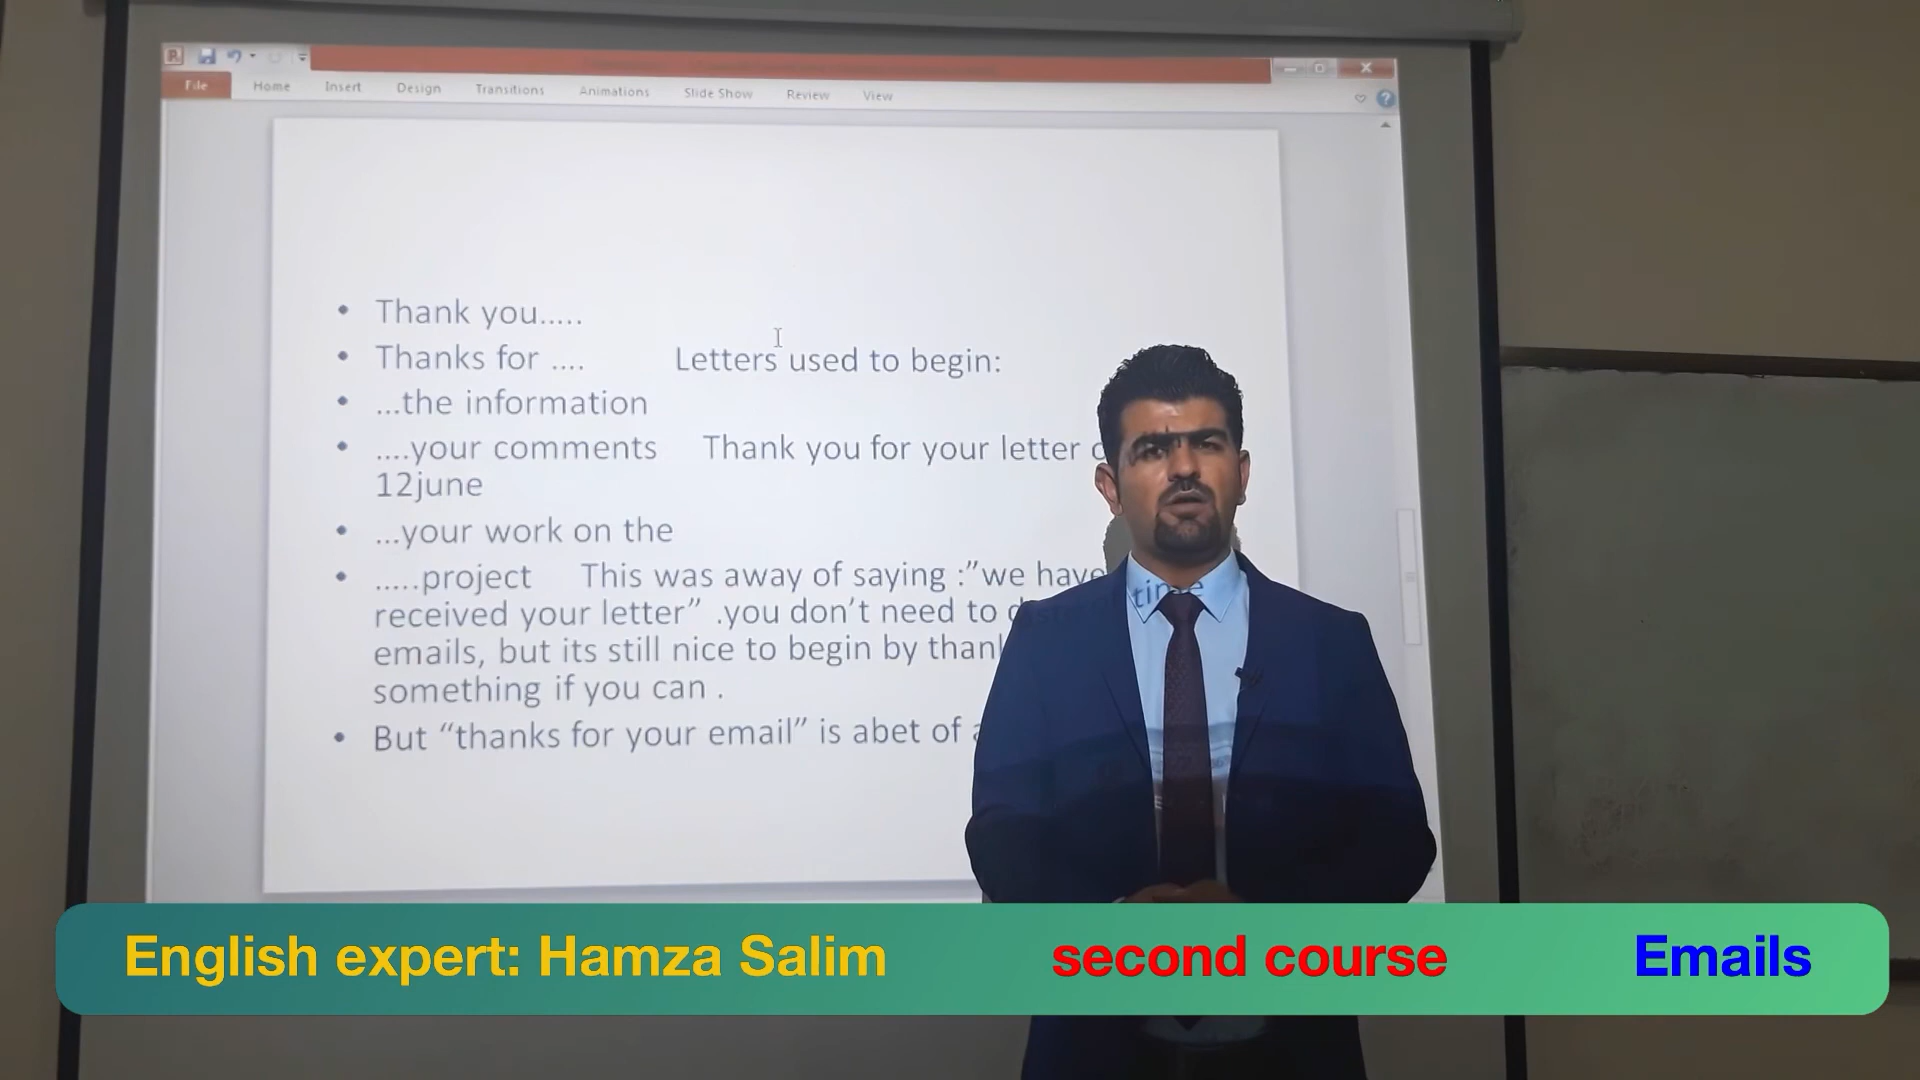 File Home Insert Design Transitions Animations Slide Show Review View
Thank you.....
Thanks for .... Letters used to begin:
...the information
....your comments Thank you for your letter
12june
...your work on the
.....project This was away of saying :”we have
received your letter” .you don’t need to
emails, but its still nice to begin by
something if you can .
But “thanks for your email” is abet of
English expert: Hamza Salim second course Emails